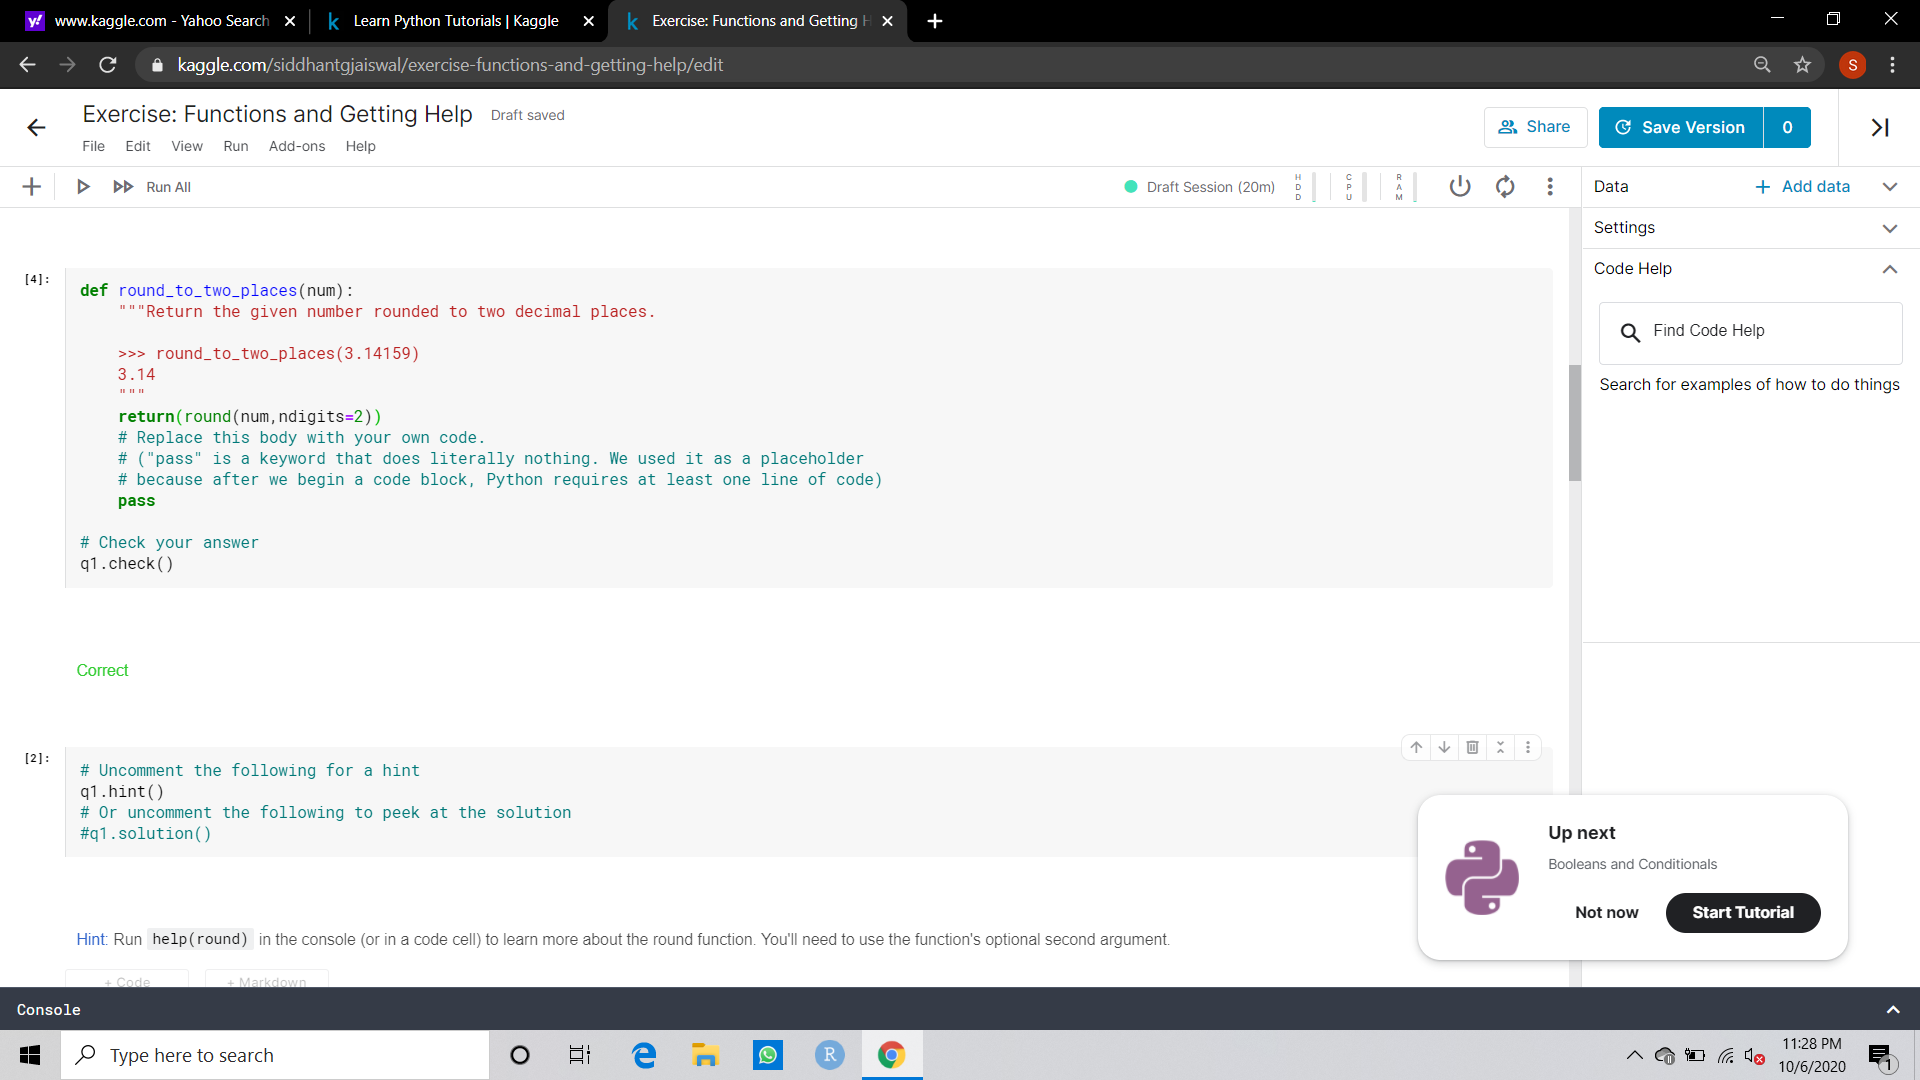 www.kaggle.com - Yahoo Search
Learn Python Tutorials | Kaggle
Exercise: Functions and Getting H
kaggle.com/siddhantgjaiswal/exercise-functions-and-getting-help/edit
S
Exercise: Functions and Getting Help
Draft saved
File Edit View Run Add-ons Help
Share
Save Version
0
Run All
Draft Session (20m)
HDD
CPU
RAM
Data
+ Add data
Settings
Code Help
Find Code Help
Search for examples of how to do things
[4]:
def round_to_two_places(num):
    """Return the given number rounded to two decimal places.
    >>> round_to_two_places(3.14159)
    3.14
    """
    return(round(num,ndigits=2))
    # Replace this body with your own code.
    # ("pass" is a keyword that does literally nothing. We used it as a placeholder
    # because after we begin a code block, Python requires at least one line of code)
    pass
# Check your answer
q1.check()
Correct
[2]:
# Uncomment the following for a hint
q1.hint()
# Or uncomment the following to peek at the solution
#q1.solution()
Hint: Run help(round) in the console (or in a code cell) to learn more about the round function. You'll need to use the function's optional second argument.
+ Code
+ Markdown
Up next
Booleans and Conditionals
Not now
Start Tutorial
Console
Type here to search
R
11:28 PM
10/6/2020
1